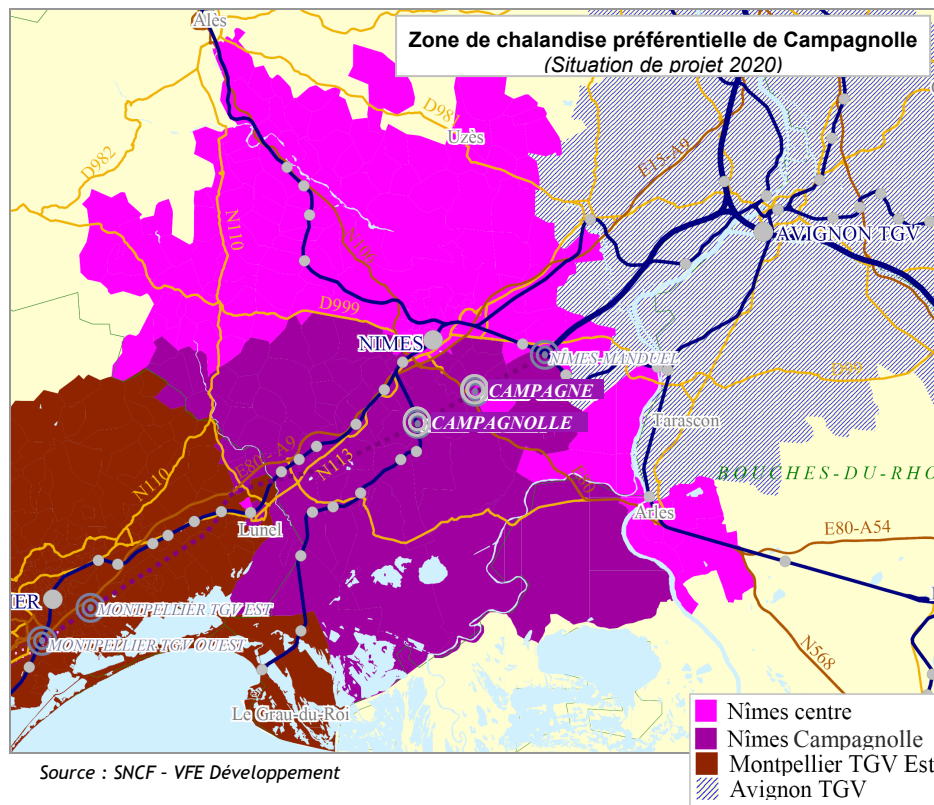 Alès
Zone de chalandise préférentielle de Campagnolle
(Situation de projet 2020)
D981
Uzès
D982
E15-A9
N110
N106
AVIGNON TGV
D999
NIMES
NÎMES-MANDUEL
CAMPAGNE
CAMPAGNOLLE
Tarascon
E80 - A9
N113
N110
BOUCHES-DU-RHO
Lunel
Arles
E80-A54
MONTPELLIER TGV EST
MONTPELLIER TGV OUEST
N568
Le Grau-du-Roi
Nîmes centre
Nîmes Campagnolle
Montpellier TGV Est
Avignon TGV
Source : SNCF - VFE Développement